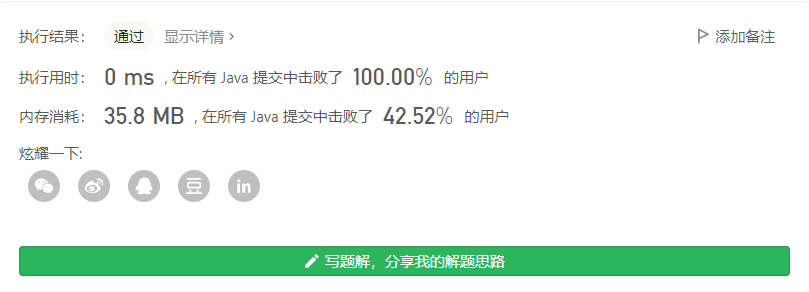 执行结果： 通过 显示详情 › 添加备注
执行用时： 0 ms , 在所有 Java 提交中击败了 100.00% 的用户
内存消耗： 35.8 MB , 在所有 Java 提交中击败了 42.52% 的用户
炫耀一下:
豆 in
写题解，分享我的解题思路